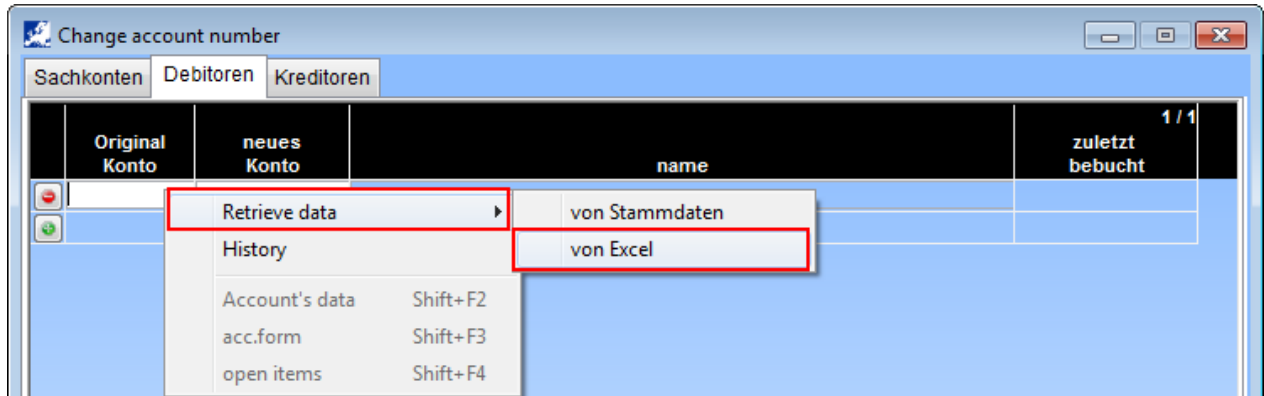 Change account number
Sachkonten Debitoren Kreditoren
1 / 1
Original Konto neues Konto name zuletzt bebucht
Retrieve data von Stammdaten
History von Excel
Account's data Shift+F2
acc.form Shift+F3
open items Shift+F4